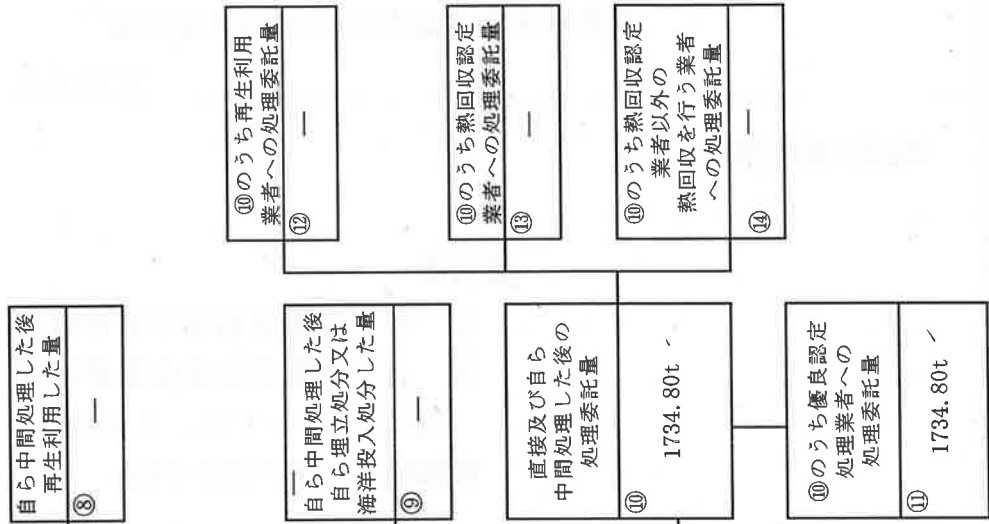 自ら中間処理した後
再生利用した量
⑧
—
自ら中間処理した後
自ら埋立処分又は
海洋投入処分した量
⑨
—
直接及び自ら
中間処理した後の
処理委託量
⑩
1734.80t
⑩のうち優良認定
処理業者への
処理委託量
⑪
1734.80t
⑩のうち再生利用
業者への処理委託量
⑫
—
⑩のうち熱回収認定
業者への処理委託量
⑬
—
⑩のうち熱回収認定
業者以外の
熱回収を行う業者
への処理委託量
⑭
—